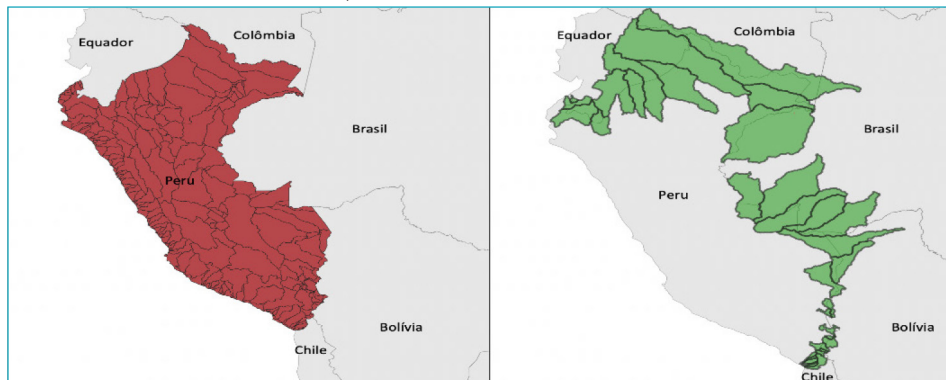 Equador
Colômbia
Brasil
Peru
Bolívia
Chile
Equador
Colômbia
Brasil
Peru
Bolívia
Chile